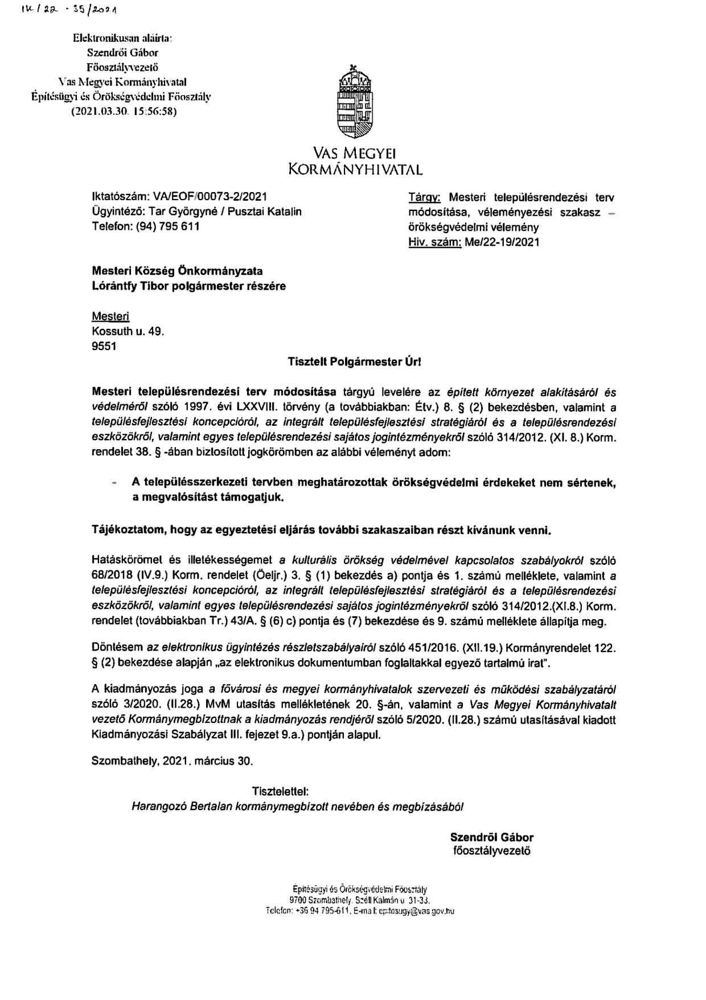 IK/22-35/2021
Elektronikusan aláírta:
Szendrői Gábor
Főosztályvezető
Vas Megyei Kormányhivatal
Építésügyi és Örökségvédelmi Főosztály
(2021.03.30. 15:56:58)
VAS MEGYEI
KORMÁNYHIVATAL
Iktatószám: VA/EOF/00073-2/2021
Ügyintéző: Tar Györgyné / Pusztai Katalin
Telefon: (94) 795 611
Tárgy: Mesteri településrendezési terv
módosítása, véleményezési szakasz –
örökségvédelmi vélemény
Hiv. szám: Me/22-19/2021
Mesteri Község Önkormányzata
Lórántfy Tibor polgármester részére
Mesteri
Kossuth u. 49.
9551
Tisztelt Polgármester Úr!
Mesteri településrendezési terv módosítása tárgyú levelére az épített környezet alakításáról és
védelméről szóló 1997. évi LXXVIII. törvény (a továbbiakban: Étv.) 8. § (2) bekezdésben, valamint a
településfejlesztési koncepcióról, az integrált településfejlesztési stratégiáról és a településrendezési
eszközökről, valamint egyes településrendezési sajátos jogintézményekről szóló 314/2012. (XI. 8.) Korm.
rendelet 38. § -ában biztosított jogkörömben az alábbi véleményt adom:
- A településszerkezeti tervben meghatározottak örökségvédelmi érdekeket nem sértenek,
a megvalósítást támogatjuk.
Tájékoztatom, hogy az egyeztetési eljárás további szakaszaiban részt kívánunk venni.
Hatáskörömet és illetékességemet a kulturális örökség védelmével kapcsolatos szabályokról szóló
68/2018 (IV.9.) Korm. rendelet (Öeljr.) 3. § (1) bekezdés a) pontja és 1. számú melléklete, valamint a
településfejlesztési koncepcióról, az integrált településfejlesztési stratégiáról és a településrendezési
eszközökről, valamint egyes településrendezési sajátos jogintézményekről szóló 314/2012.(XI.8.) Korm.
rendelet (továbbiakban Tr.) 43/A. § (6) c) pontja és (7) bekezdése és 9. számú melléklete állapítja meg.
Döntésem az elektronikus ügyintézés részletszabályairól szóló 451/2016. (XII.19.) Kormányrendelet 122.
§ (2) bekezdése alapján „az elektronikus dokumentumban foglaltakkal egyező tartalmú irat".
A kiadmányozás joga a fővárosi és megyei kormányhivatalok szervezeti és működési szabályzatáról
szóló 3/2020. (II.28.) MvM utasítás mellékletének 20. §-án, valamint a Vas Megyei Kormányhivatalt
vezető Kormánymegbízottnak a kiadmányozás rendjéről szóló 5/2020. (II.28.) számú utasításával kiadott
Kiadmányozási Szabályzat III. fejezet 9.a.) pontján alapul.
Szombathely, 2021. március 30.
Tisztelettel:
Harangozó Bertalan kormánymegbízott nevében és megbízásából
Szendrői Gábor
főosztályvezető
Építésügyi és Örökségvédelmi Főosztály
9700 Szombathely, Széll Kálmán u. 31-33.
Telefon: +36 94 795-611, E-mail: epitesugy@vas.gov.hu